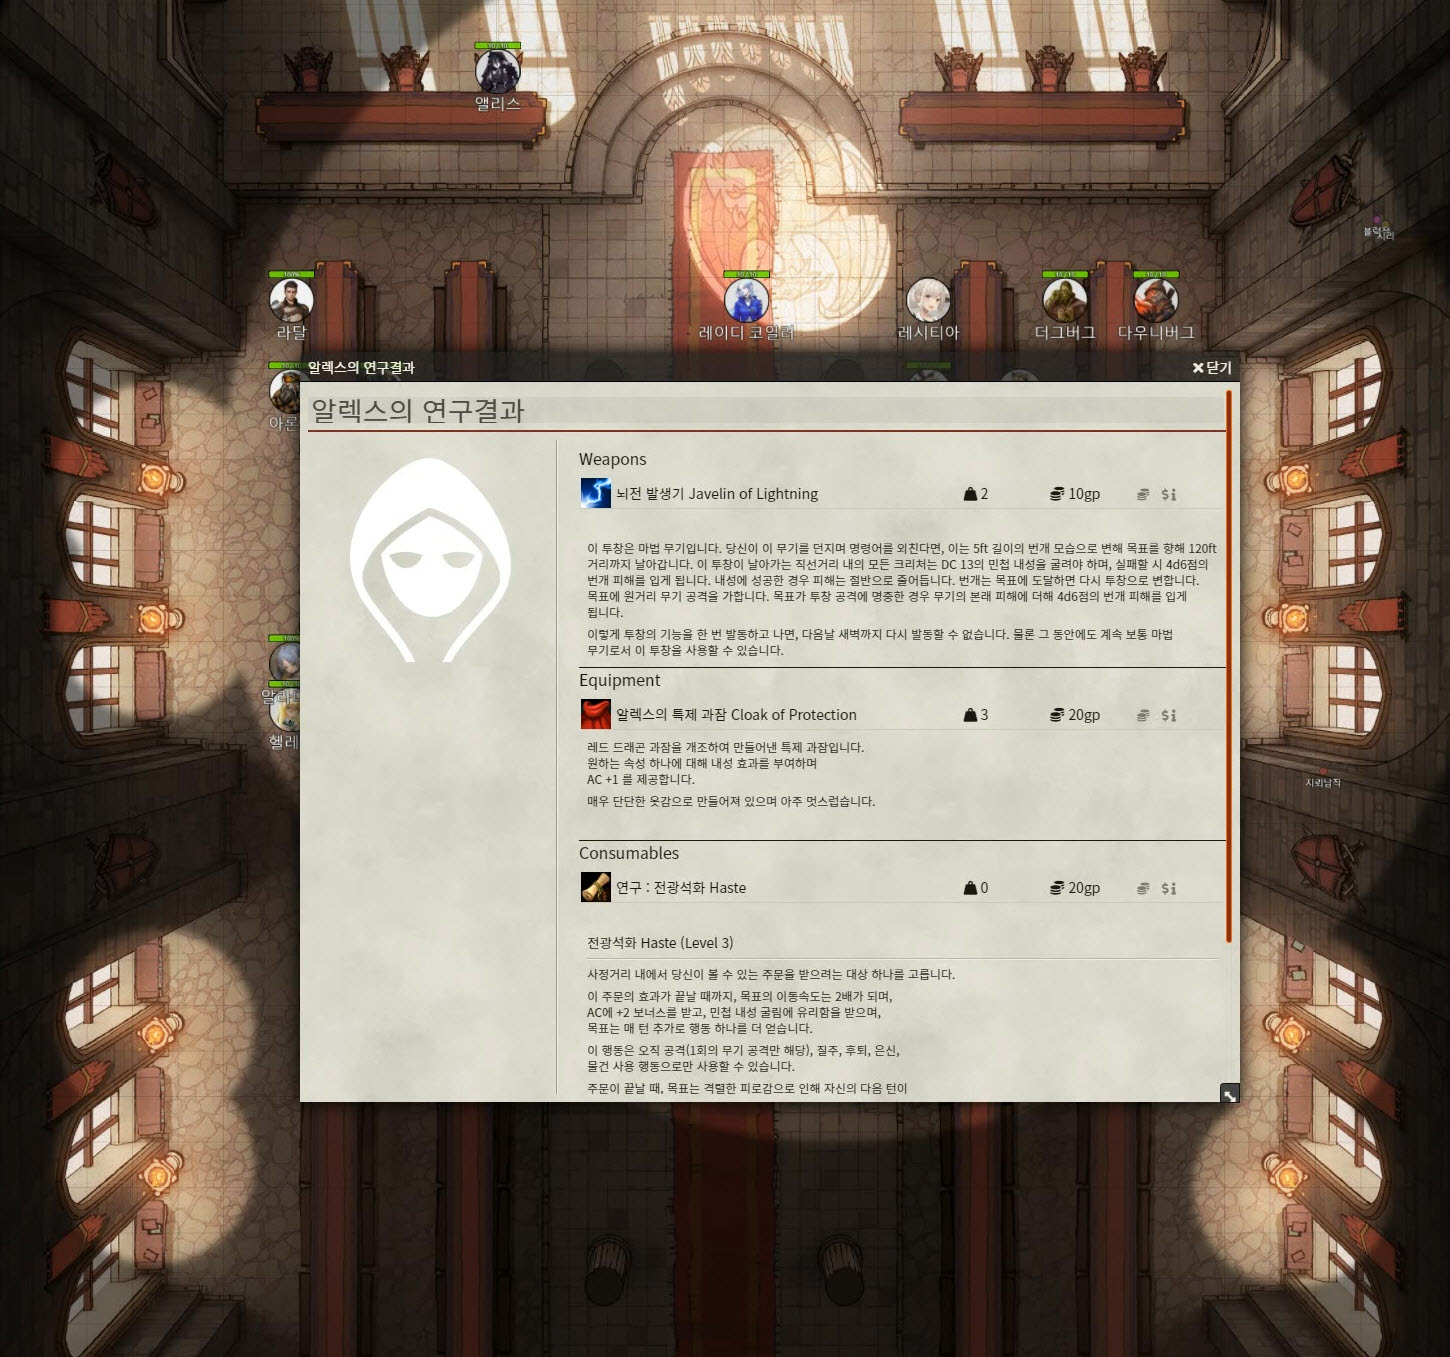 10/10
앨리스
100%
라달
10/10
레이디 코일러
레시티아
10/10
더그버그
10/10
다우니버그
알렉스의 연구결과
닫기
아론
알렉스의 연구결과
Weapons
뇌전 발생기 Javelin of Lightning 2 10gp
이 투창은 마법 무기입니다. 당신이 이 무기를 던지며 명령어를 외친다면, 이는 5ft 길이의 번개 모습으로 변해 목표를 향해 120ft
거리까지 날아갑니다. 이 투창이 날아가는 직선거리 내의 모든 크리처는 DC 13의 민첩 내성을 굴려야 하며, 실패할 시 4d6점의
번개 피해를 입게 됩니다. 내성에 성공한 경우 피해는 절반으로 줄어듭니다. 번개는 목표에 도달하면 다시 투창으로 변합니다.
목표에 원거리 무기 공격을 가합니다. 목표가 투창 공격에 명중한 경우 무기의 본래 피해에 더해 4d6점의 번개 피해를 입게
됩니다.
이렇게 투창의 기능을 한 번 발동하고 나면, 다음날 새벽까지 다시 발동할 수 없습니다. 물론 그 동안에도 계속 보통 마법
무기로서 이 투창을 사용할 수 있습니다.
100%
헬레
Equipment
알렉스의 특제 과잠 Cloak of Protection 3 20gp
레드 드래곤 과잠을 개조하여 만들어낸 특제 과잠입니다.
원하는 속성 하나에 대해 내성 효과를 부여하며
AC +1 를 제공합니다.
매우 단단한 옷감으로 만들어져 있으며 아주 멋스럽습니다.
Consumables
연구 : 전광석화 Haste 0 20gp
전광석화 Haste (Level 3)
사정거리 내에서 당신이 볼 수 있는 주문을 받으려는 대상 하나를 고릅니다.
이 주문의 효과가 끝날 때까지, 목표의 이동속도는 2배가 되며,
AC에 +2 보너스를 받고, 민첩 내성 굴림에 유리함을 받으며,
목표는 매 턴 추가로 행동 하나를 더 얻습니다.
이 행동은 오직 공격(1회의 무기 공격만 해당), 질주, 후퇴, 은신,
물건 사용 행동으로만 사용할 수 있습니다.
주문이 끝날 때, 목표는 격렬한 피로감으로 인해 자신의 다음 턴이